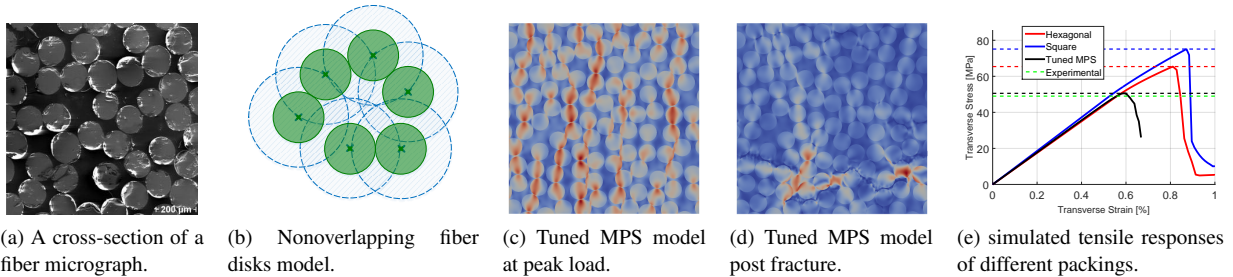 200 µm
(a) A cross-section of a
fiber micrograph.
(b) Nonoverlapping fiber
disks model.
(c) Tuned MPS model
at peak load.
(d) Tuned MPS model
post fracture.
Transverse Stress [MPa]
80
60
40
20
0
Hexagonal
Square
Tuned MPS
Experimental
0 0.2 0.4 0.6 0.8 1
Transverse Strain [%]
(e) simulated tensile responses
of different packings.